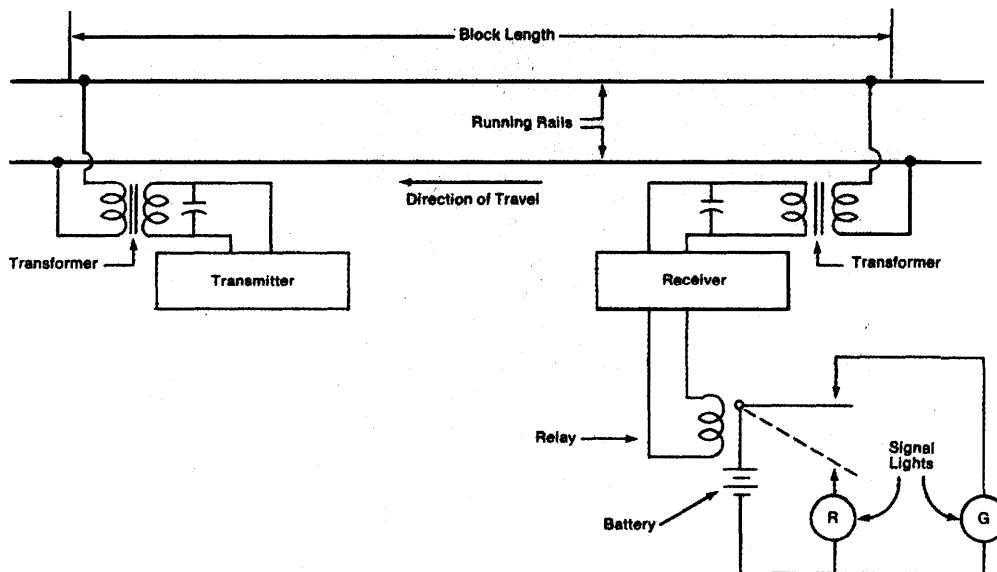 Block Length
Running Rails
Direction of Travel
Transformer
Transmitter
Receiver
Transformer
Relay
Signal
Lights
Battery
R
G